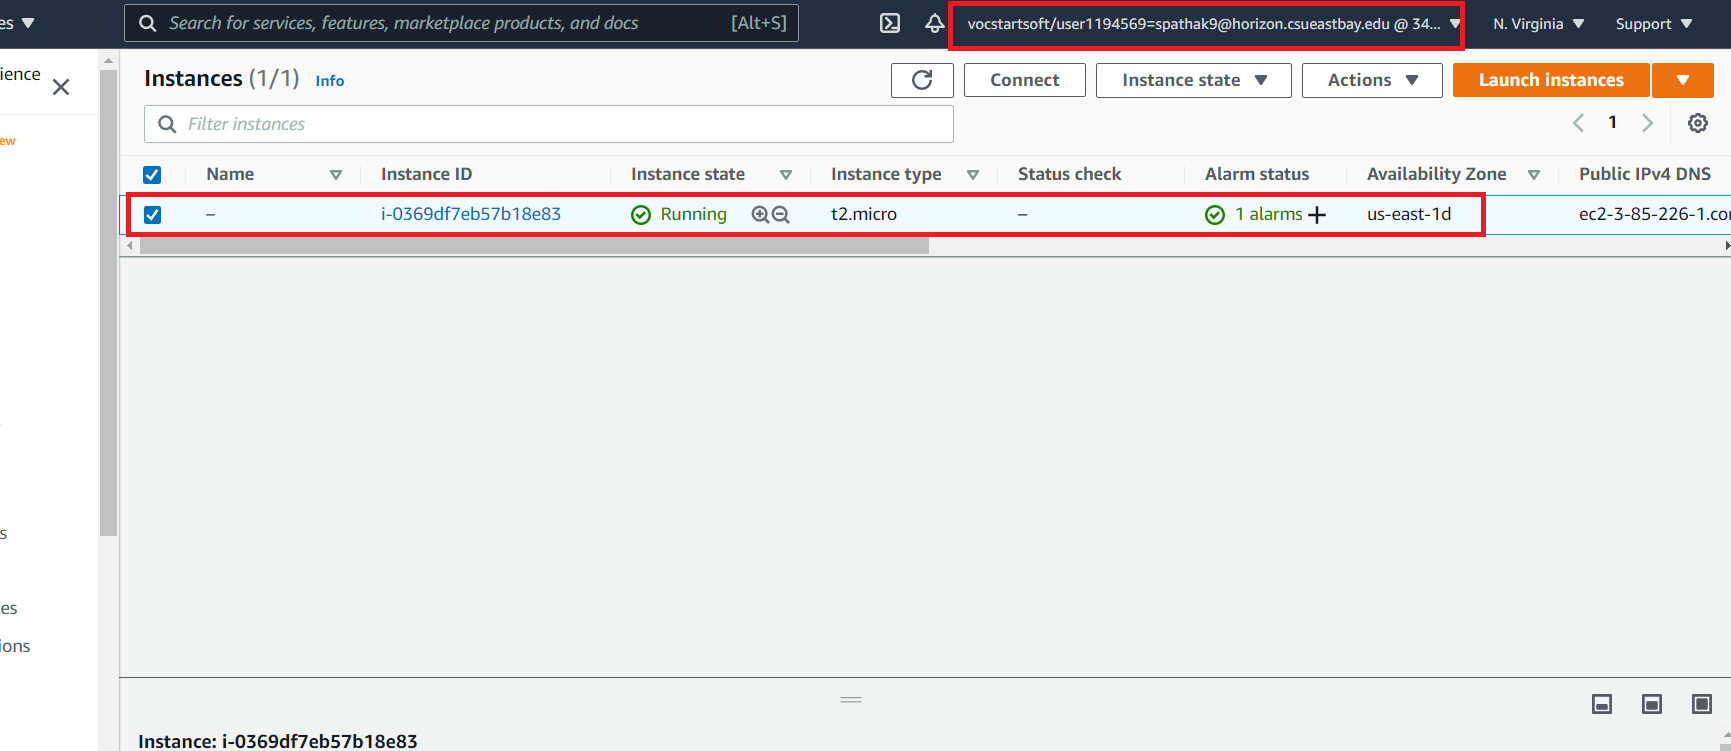 es
Search for services, features, marketplace products, and docs [Alt+S] vocstartsoft/user1194569=spathak9@horizon.csueastbay.edu @ 34... N. Virginia Support
ience
Instances (1/1) Info Connect Instance state Actions Launch instances
Filter instances 1
ew
Name Instance ID Instance state Instance type Status check Alarm status Availability Zone Public IPv4 DNS
– i-0369df7eb57b18e83 Running t2.micro – 1 alarms + us-east-1d ec2-3-85-226-1.cor
s
es
ions
Instance: i-0369df7eb57b18e83